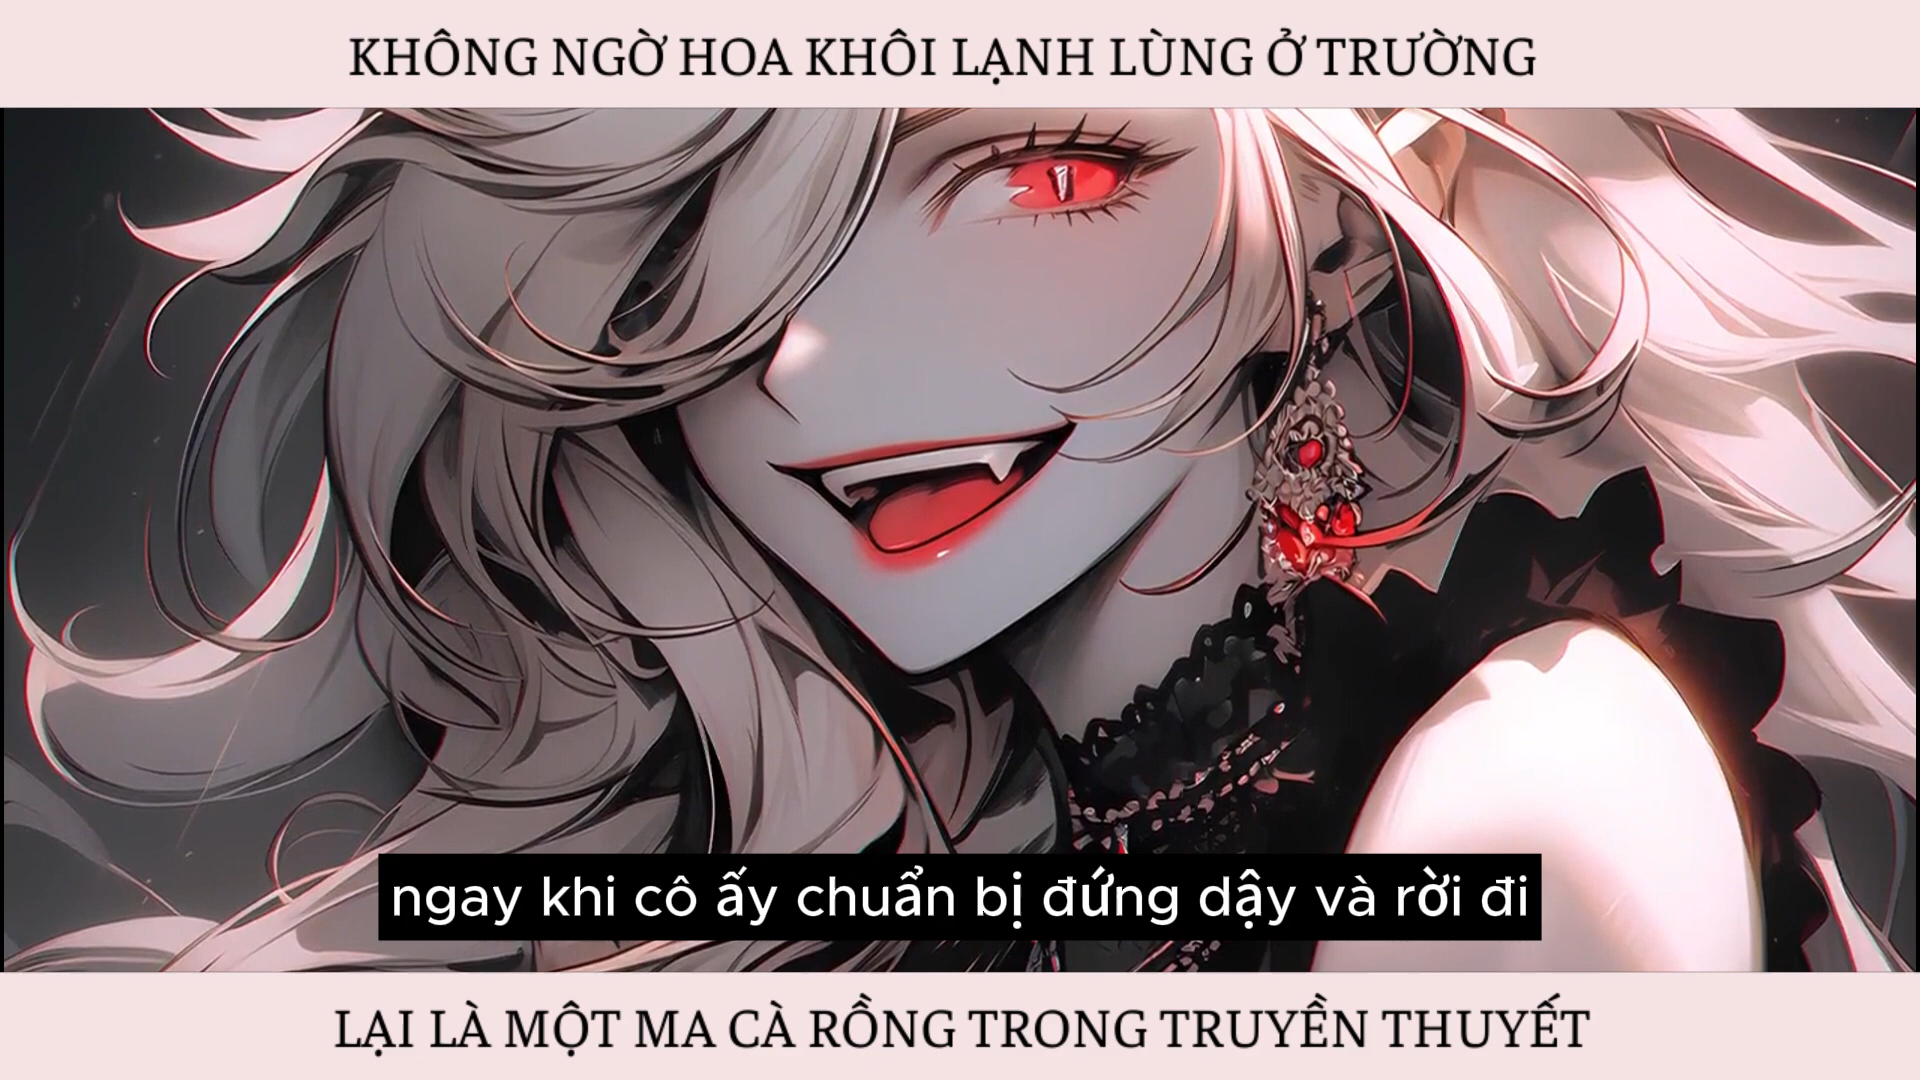 KHÔNG NGỜ HOA KHÔI LẠNH LÙNG Ở TRƯỜNG
ngay khi cô ấy chuẩn bị đứng dậy và rời đi
LẠI LÀ MỘT MA CÀ RỒNG TRONG TRUYỀN THUYẾT